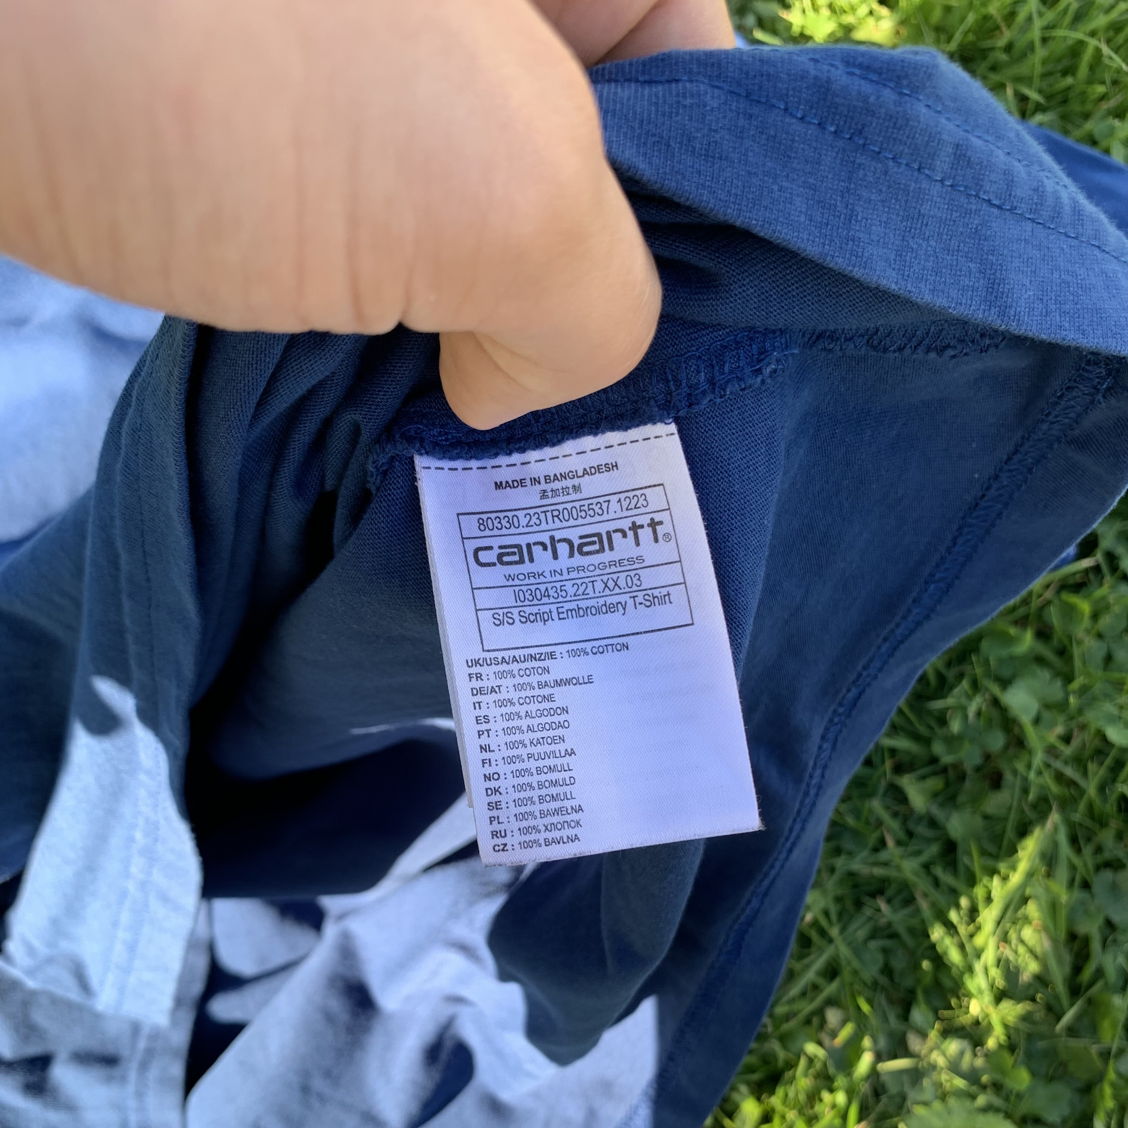 MADE IN BANGLADESH
孟加拉制
80330.23TR005537.1223
carhartt®
WORK IN PROGRESS
I030435.22T.XX.03
S/S Script Embroidery T-Shirt
UK/USA/AU/NZ/IE : 100% COTTON
FR : 100% COTON
DE/AT : 100% BAUMWOLLE
IT : 100% COTONE
ES : 100% ALGODON
PT : 100% ALGODAO
NL : 100% KATOEN
FI : 100% PUUVILLAA
NO : 100% BOMULL
DK : 100% BOMULD
SE : 100% BOMULL
PL : 100% BAWEŁNA
RU : 100% ХЛОПОК
CZ : 100% BAVLNA